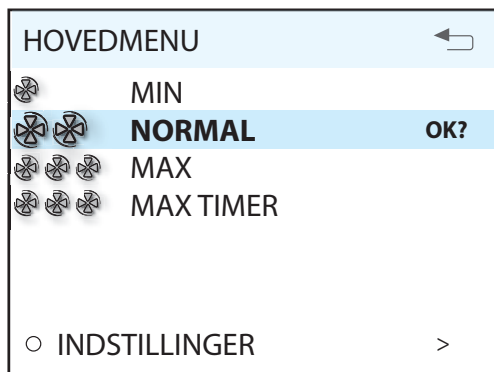 HOVEDMENU
MIN
NORMAL OK?
MAX
MAX TIMER
INDSTILLINGER >